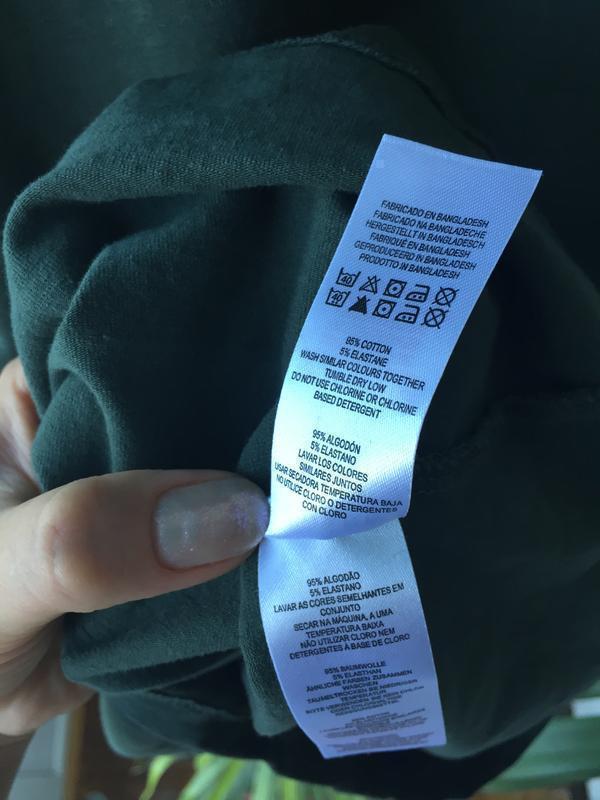 FABRICADO EN BANGLADESH
FABRICADO NA BANGLADECHE
HERGESTELLT IN BANGLADESCH
FABRIQUÉ EN BANGLADESH
GEPRODUCEERD IN BANGLADESH
PRODOTTO IN BANGLADESH
40
40
95% COTTON
5% ELASTANE
WASH SIMILAR COLOURS TOGETHER
TUMBLE DRY LOW
DO NOT USE CHLORINE OR CHLORINE
BASED DETERGENT
95% ALGODÓN
5% ELASTANO
LAVAR LOS COLORES
SIMILARES JUNTOS
USAR SECADORA TEMPERATURA BAJA
NO UTILICE CLORO O DETERGENTES
CON CLORO
95% ALGODÃO
5% ELASTANO
LAVAR AS CORES SEMELHANTES EM
CONJUNTO
SECAR NA MÁQUINA, A UMA
TEMPERATURA BAIXA
NÃO UTILIZAR CLORO NEM
DETERGENTES À BASE DE CLORO
95% BAUMWOLLE
5% ELASTHAN
ÄHNLICHE FARBEN ZUSAMMEN
WASCHEN